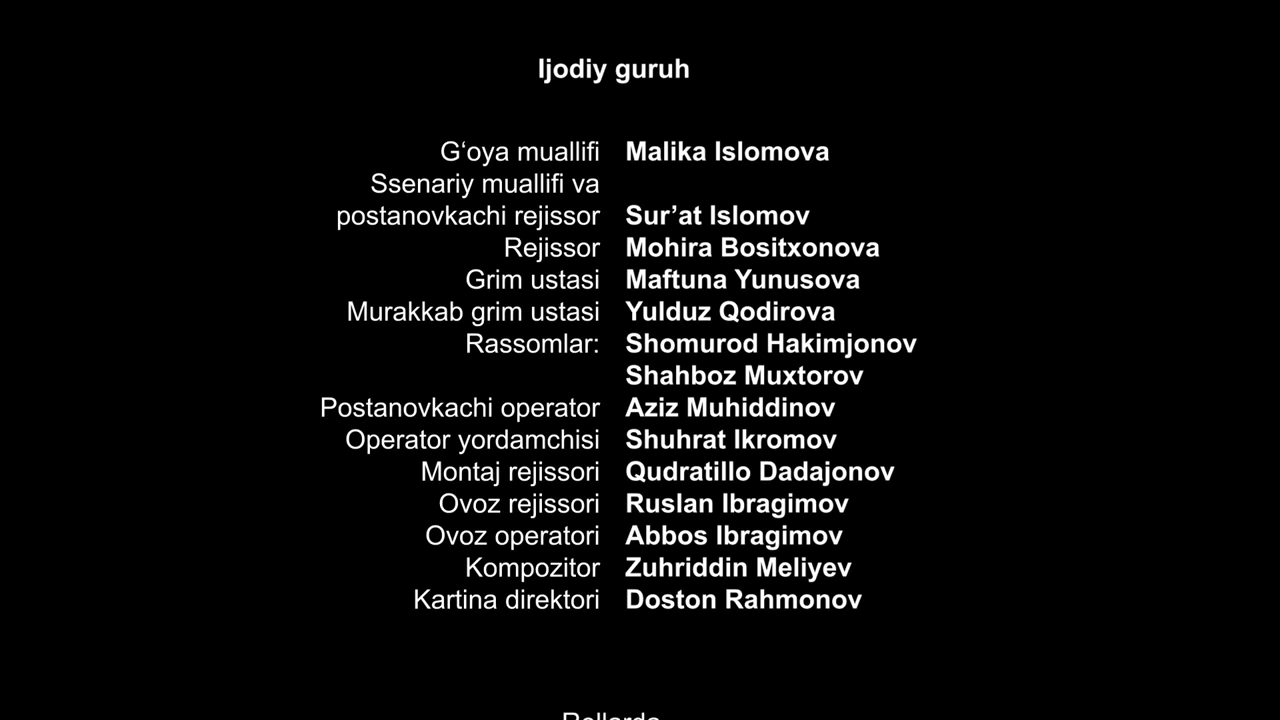 Ijodiy guruh
G‘oya muallifi Malika Islomova
Ssenariy muallifi va
postanovkachi rejissor Sur’at Islomov
Rejissor Mohira Bositxonova
Grim ustasi Maftuna Yunusova
Murakkab grim ustasi Yulduz Qodirova
Rassomlar: Shomurod Hakimjonov
Shahboz Muxtorov
Postanovkachi operator Aziz Muhiddinov
Operator yordamchisi Shuhrat Ikromov
Montaj rejissori Qudratillo Dadajonov
Ovoz rejissori Ruslan Ibragimov
Ovoz operatori Abbos Ibragimov
Kompozitor Zuhriddin Meliyev
Kartina direktori Doston Rahmonov
Rollarda